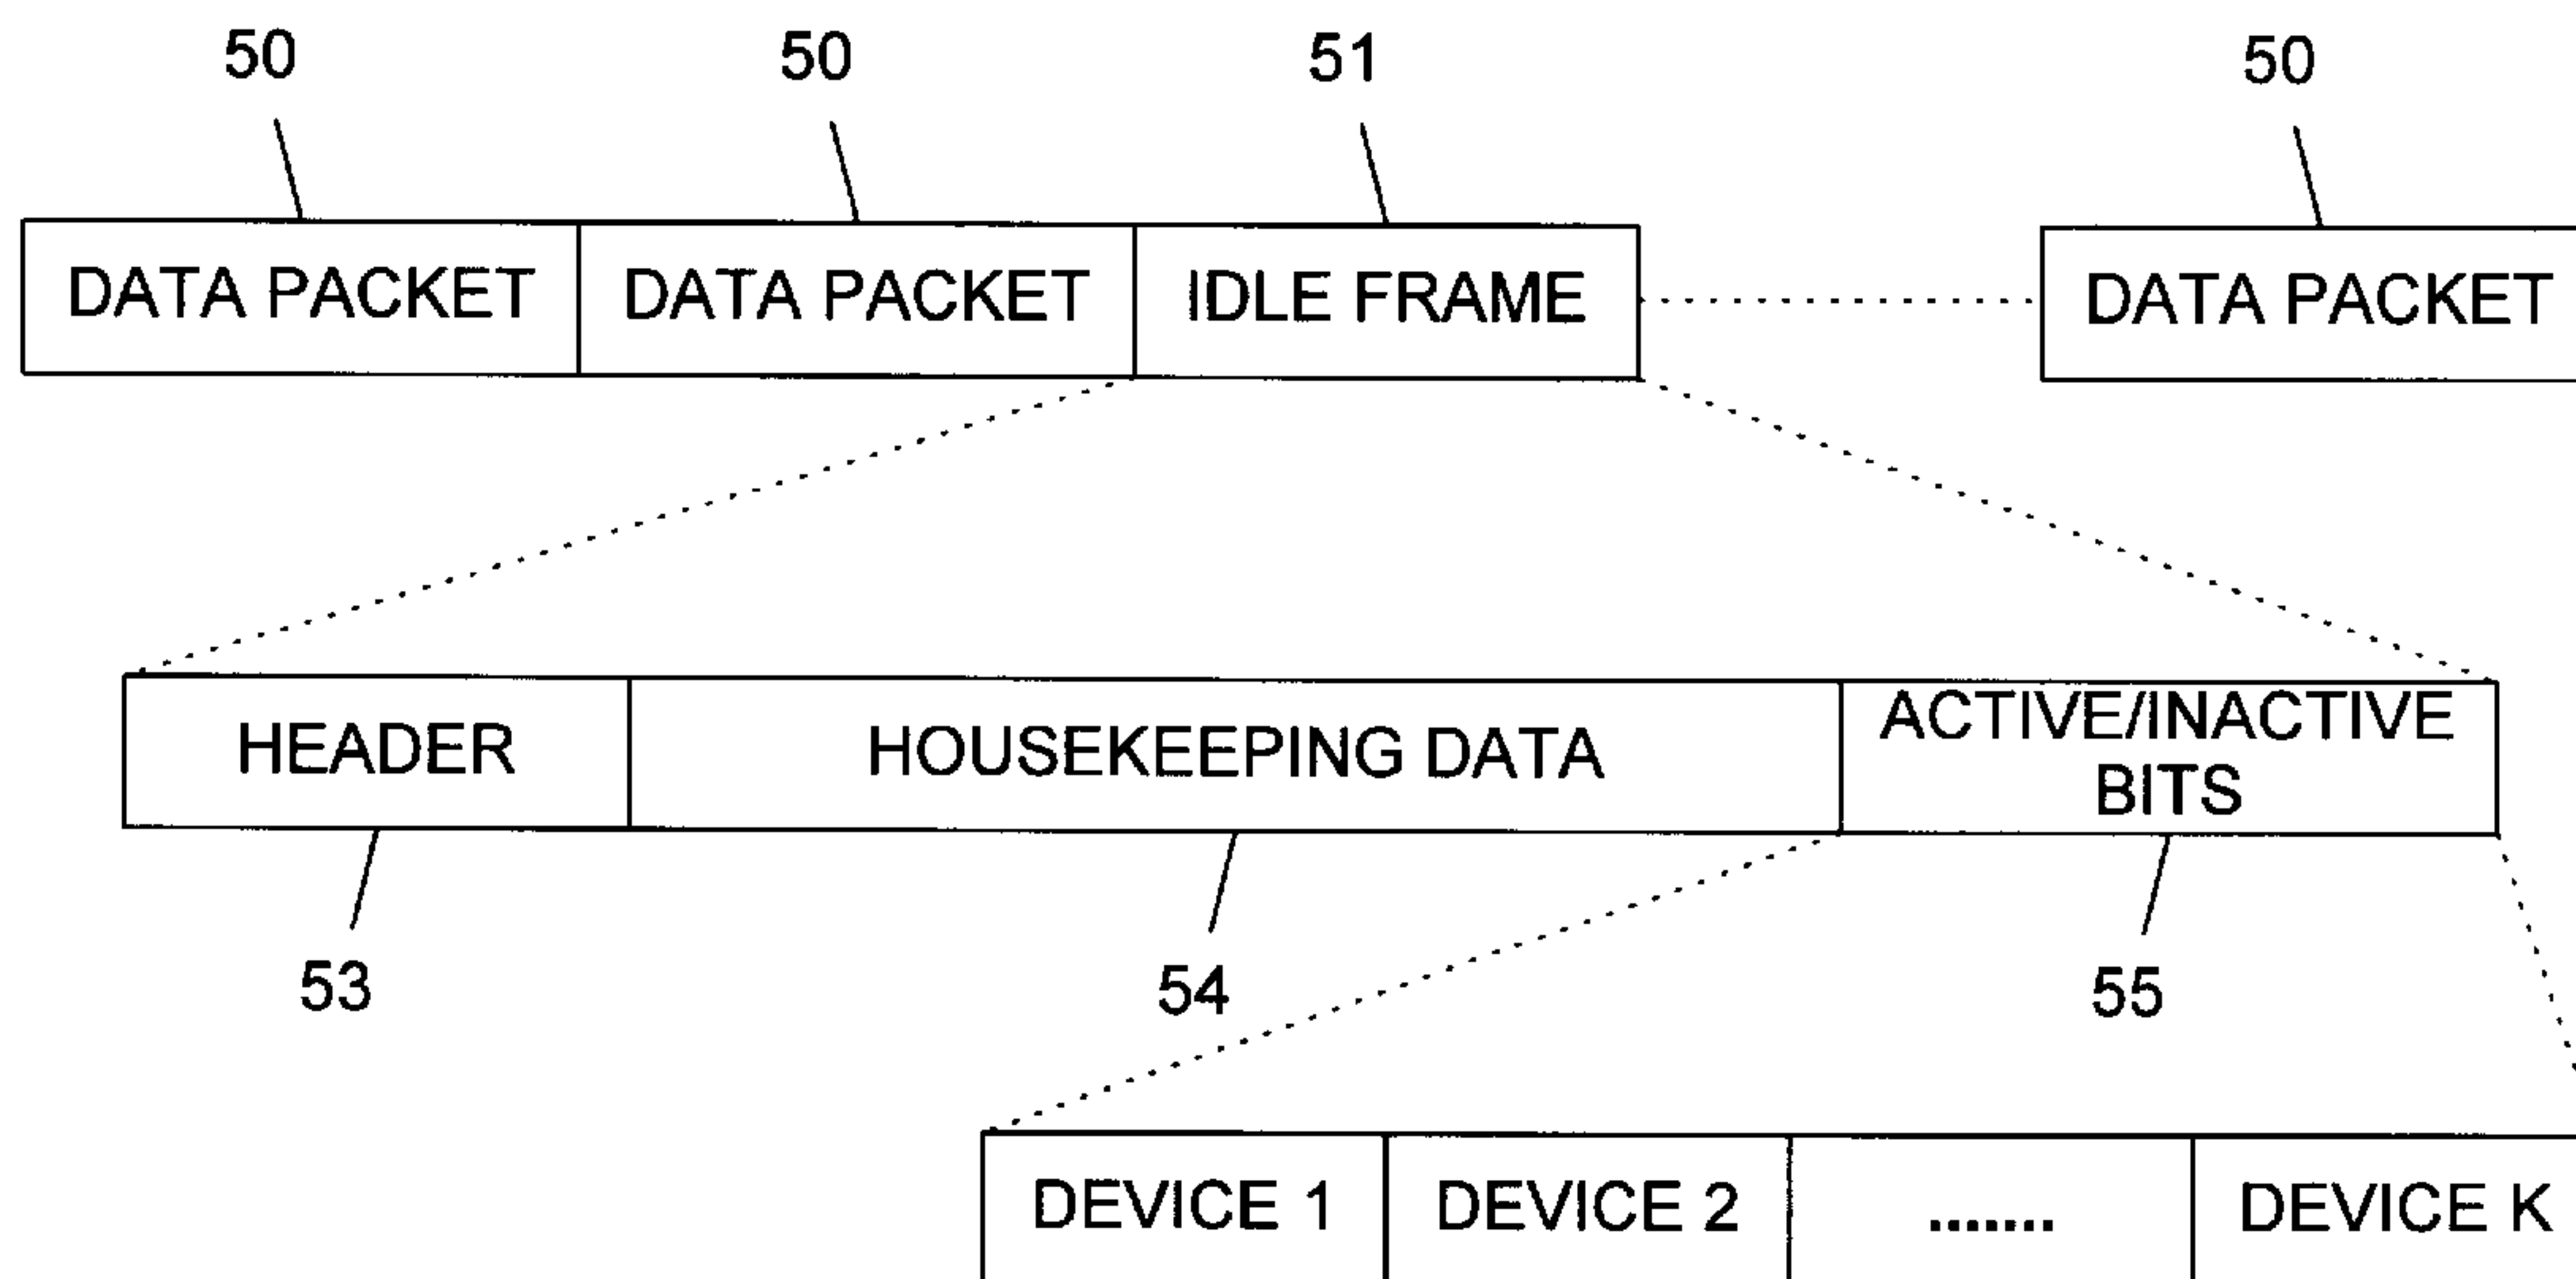 50 50 51 50
DATA PACKET DATA PACKET IDLE FRAME DATA PACKET
HEADER HOUSEKEEPING DATA ACTIVE/INACTIVE
BITS
53 54 55
DEVICE 1 DEVICE 2 ....... DEVICE K